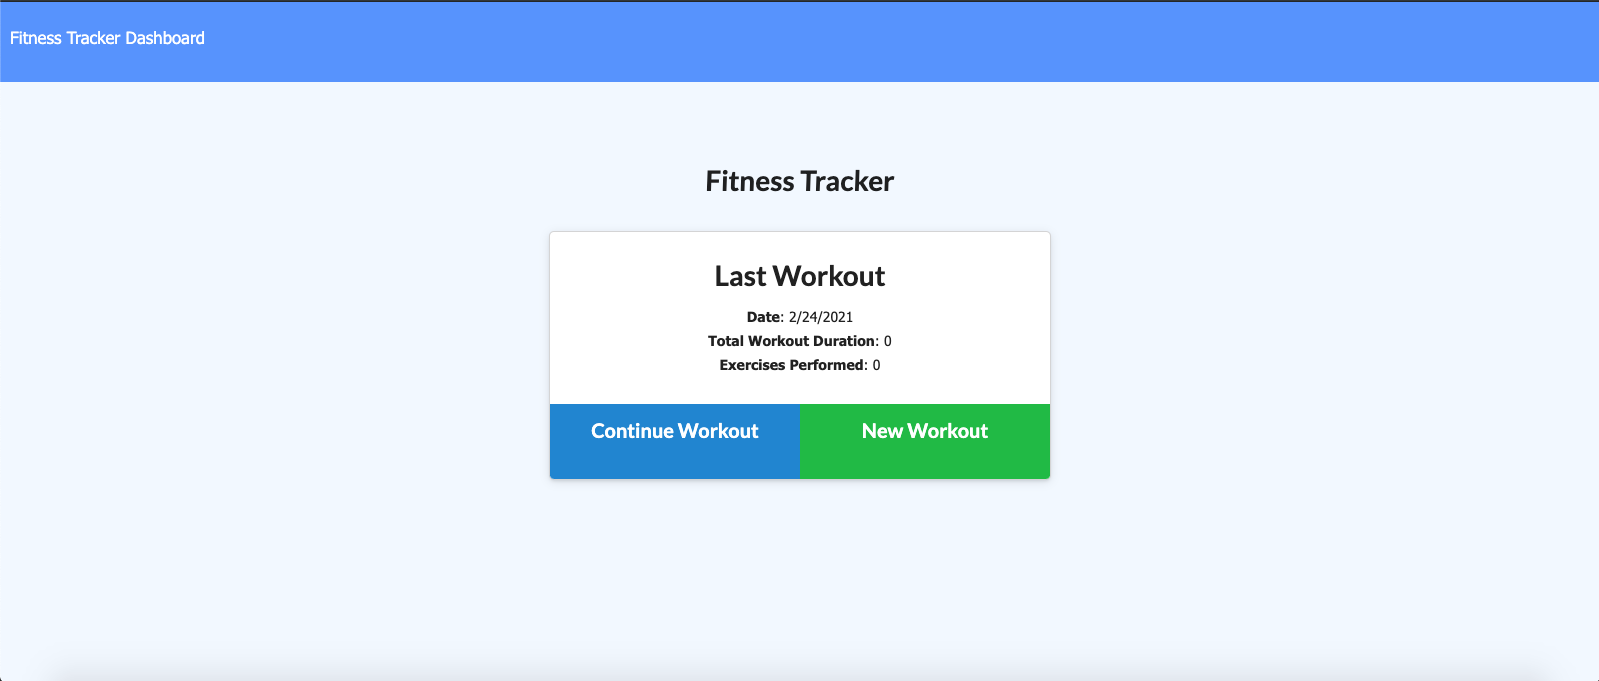 Fitness Tracker Dashboard
Fitness Tracker
Last Workout
Date: 2/24/2021
Total Workout Duration: 0
Exercises Performed: 0
Continue Workout
New Workout